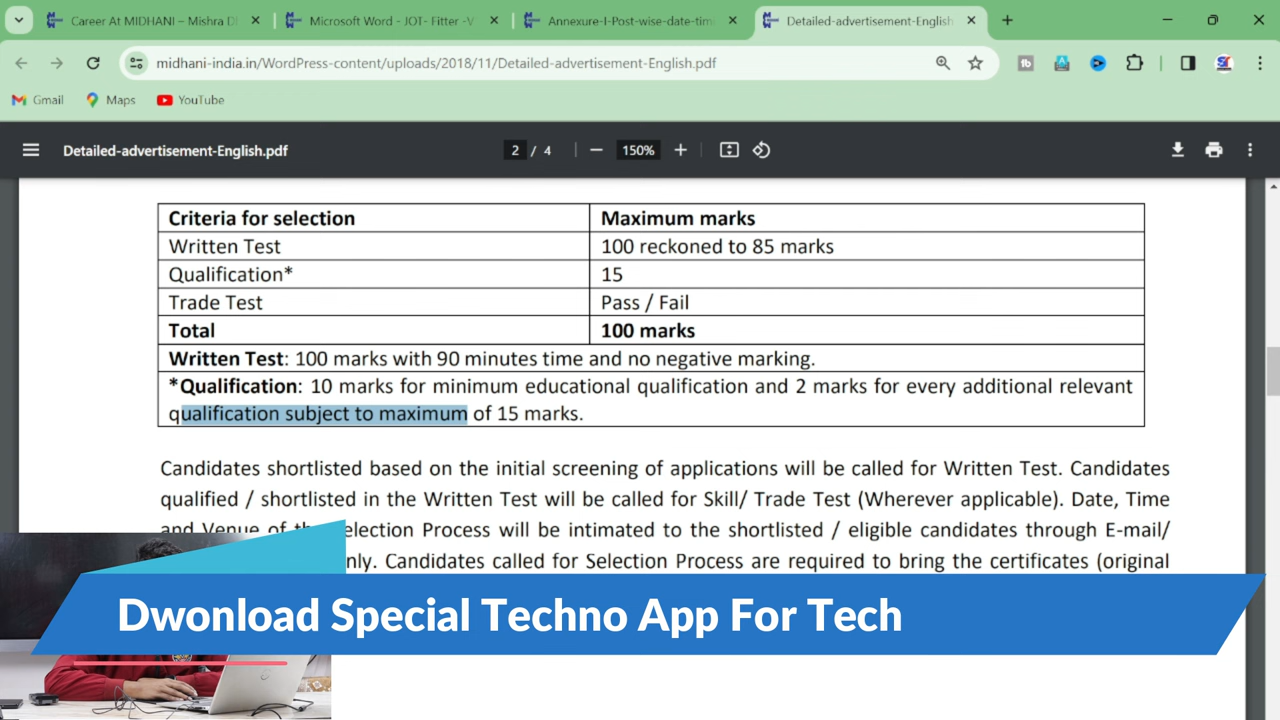 Career At MIDHANI – Mishra D
Microsoft Word - JOT- Fitter -V
Annexure-I-Post-wise-date-timi
Detailed-advertisement-English
midhani-india.in/WordPress-content/uploads/2018/11/Detailed-advertisement-English.pdf
Gmail
Maps
YouTube
Detailed-advertisement-English.pdf
2 / 4
150%
Criteria for selection Maximum marks
Written Test 100 reckoned to 85 marks
Qualification* 15
Trade Test Pass / Fail
Total 100 marks
Written Test: 100 marks with 90 minutes time and no negative marking.
*Qualification: 10 marks for minimum educational qualification and 2 marks for every additional relevant
qualification subject to maximum of 15 marks.
Candidates shortlisted based on the initial screening of applications will be called for Written Test. Candidates
qualified / shortlisted in the Written Test will be called for Skill/ Trade Test (Wherever applicable). Date, Time
and Venue of election Process will be intimated to the shortlisted / eligible candidates through E-mail/
nly. Candidates called for Selection Process are required to bring the certificates (original
Dwonload Special Techno App For Tech